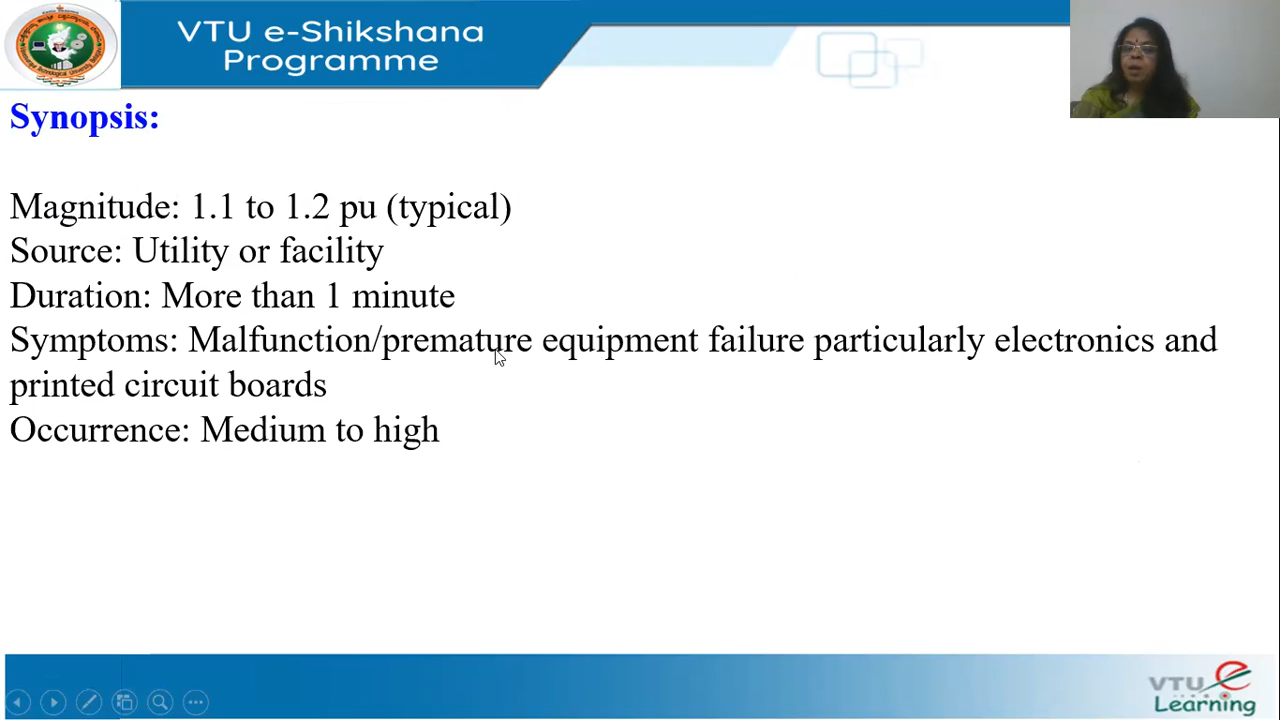 VTU e-Shikshana
Programme
Synopsis:
Magnitude: 1.1 to 1.2 pu (typical)
Source: Utility or facility
Duration: More than 1 minute
Symptoms: Malfunction/premature equipment failure particularly electronics and
printed circuit boards
Occurrence: Medium to high
VTU e
Learning